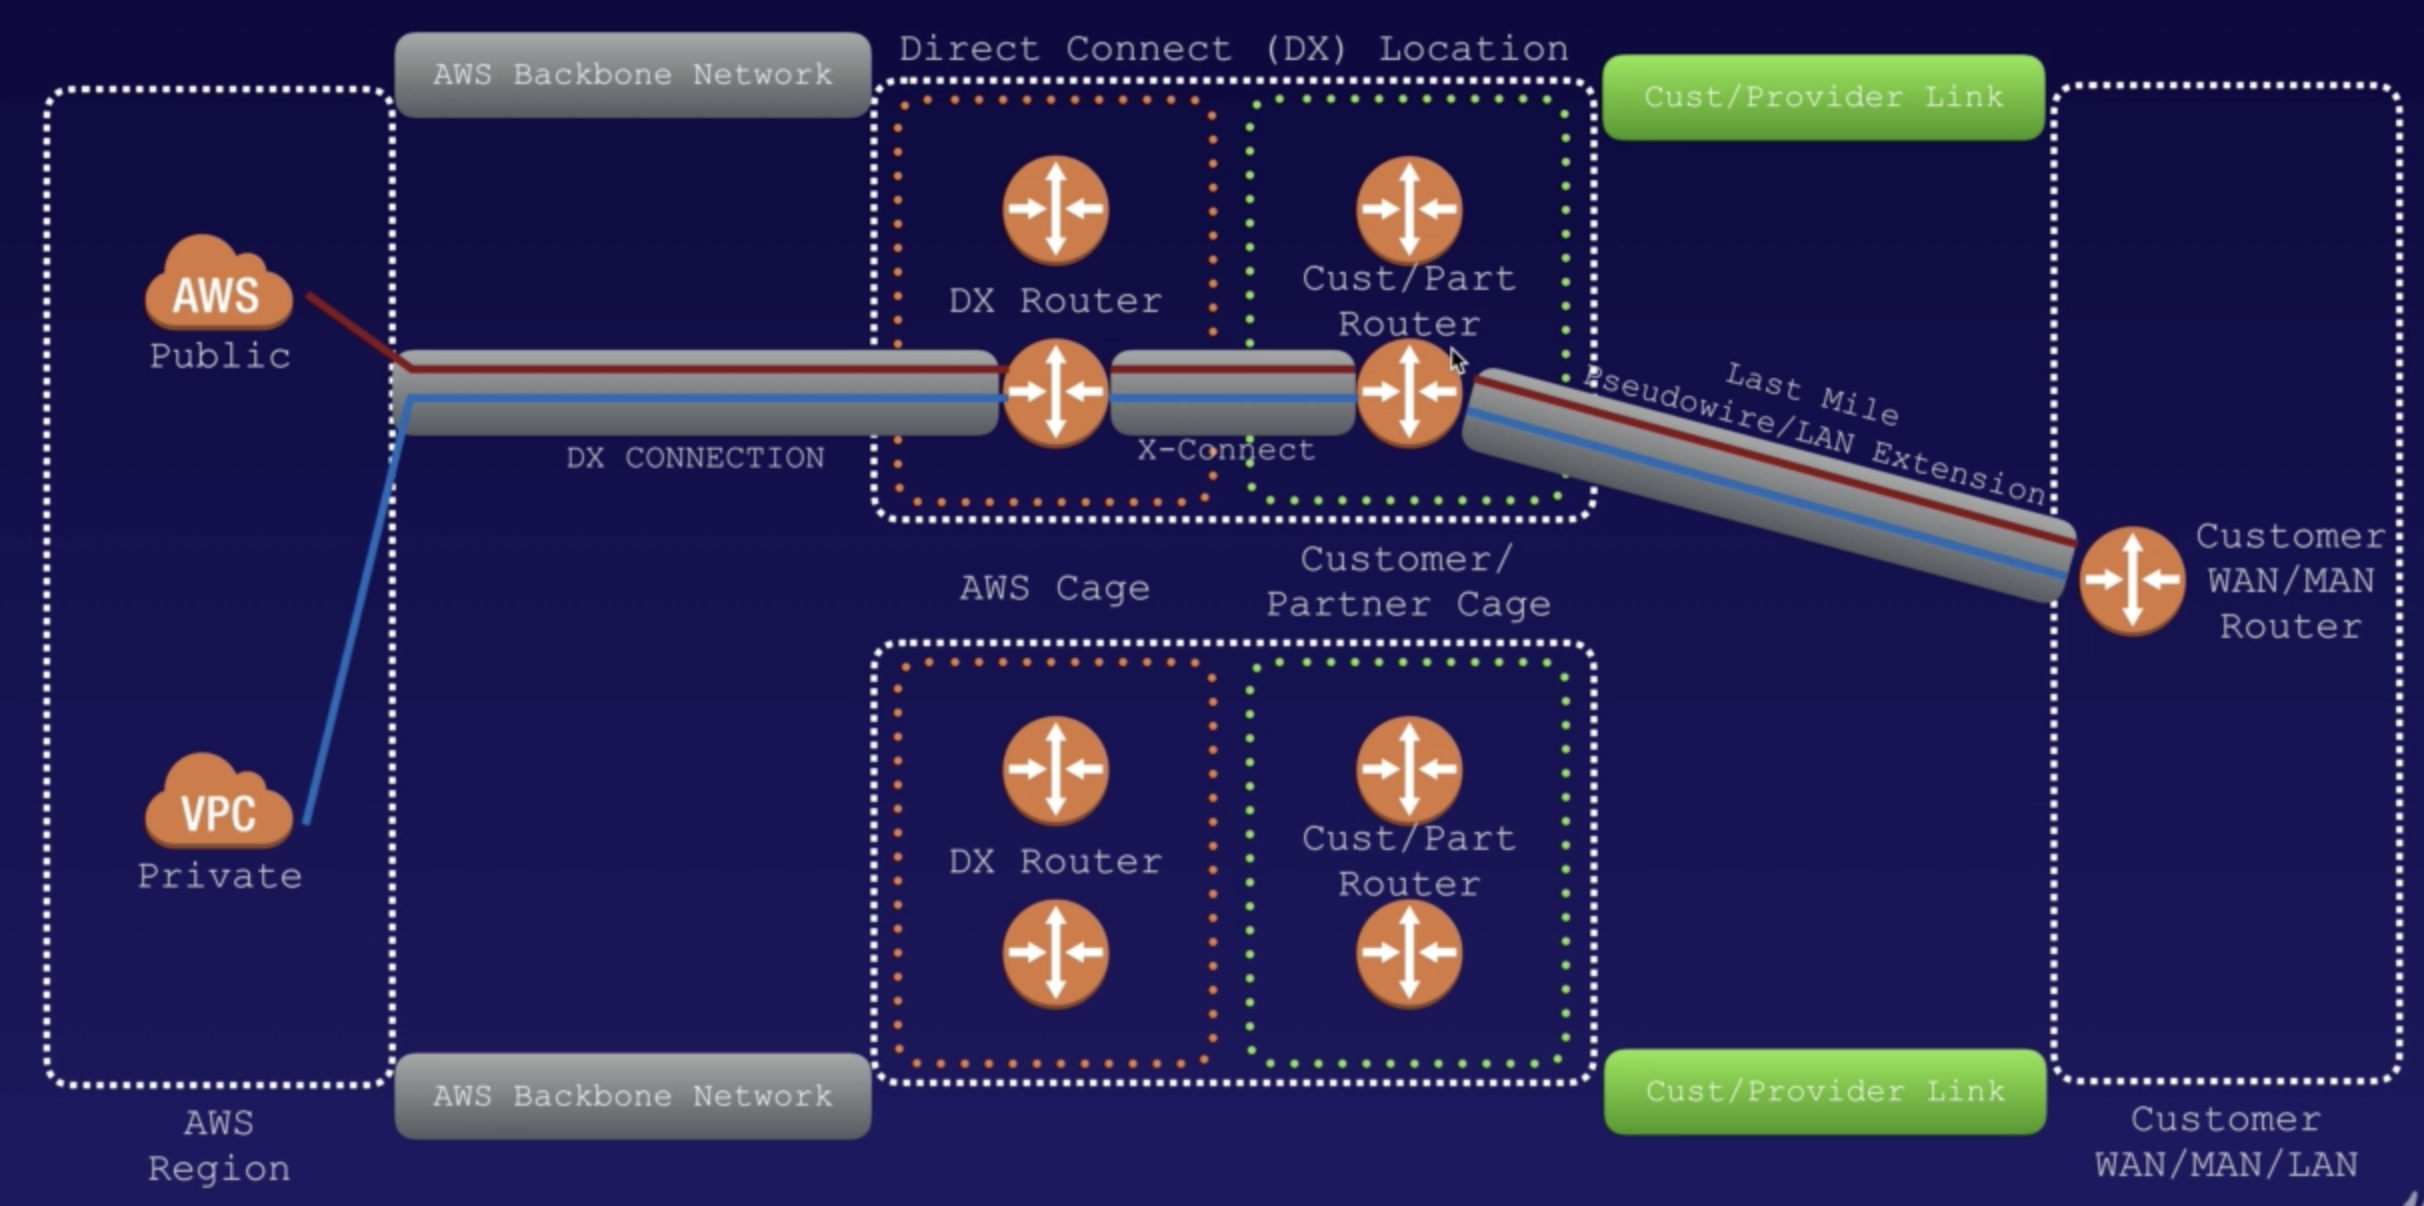 AWS Backbone Network
Direct Connect (DX) Location
Cust/Provider Link
AWS
Public
DX Router
Cust/Part
Router
DX CONNECTION
X-Connect
Last Mile
Pseudowire/LAN Extension
Customer
WAN/MAN
Router
AWS Cage
Customer/
Partner Cage
VPC
Private
DX Router
Cust/Part
Router
AWS Backbone Network
Cust/Provider Link
AWS
Region
Customer
WAN/MAN/LAN